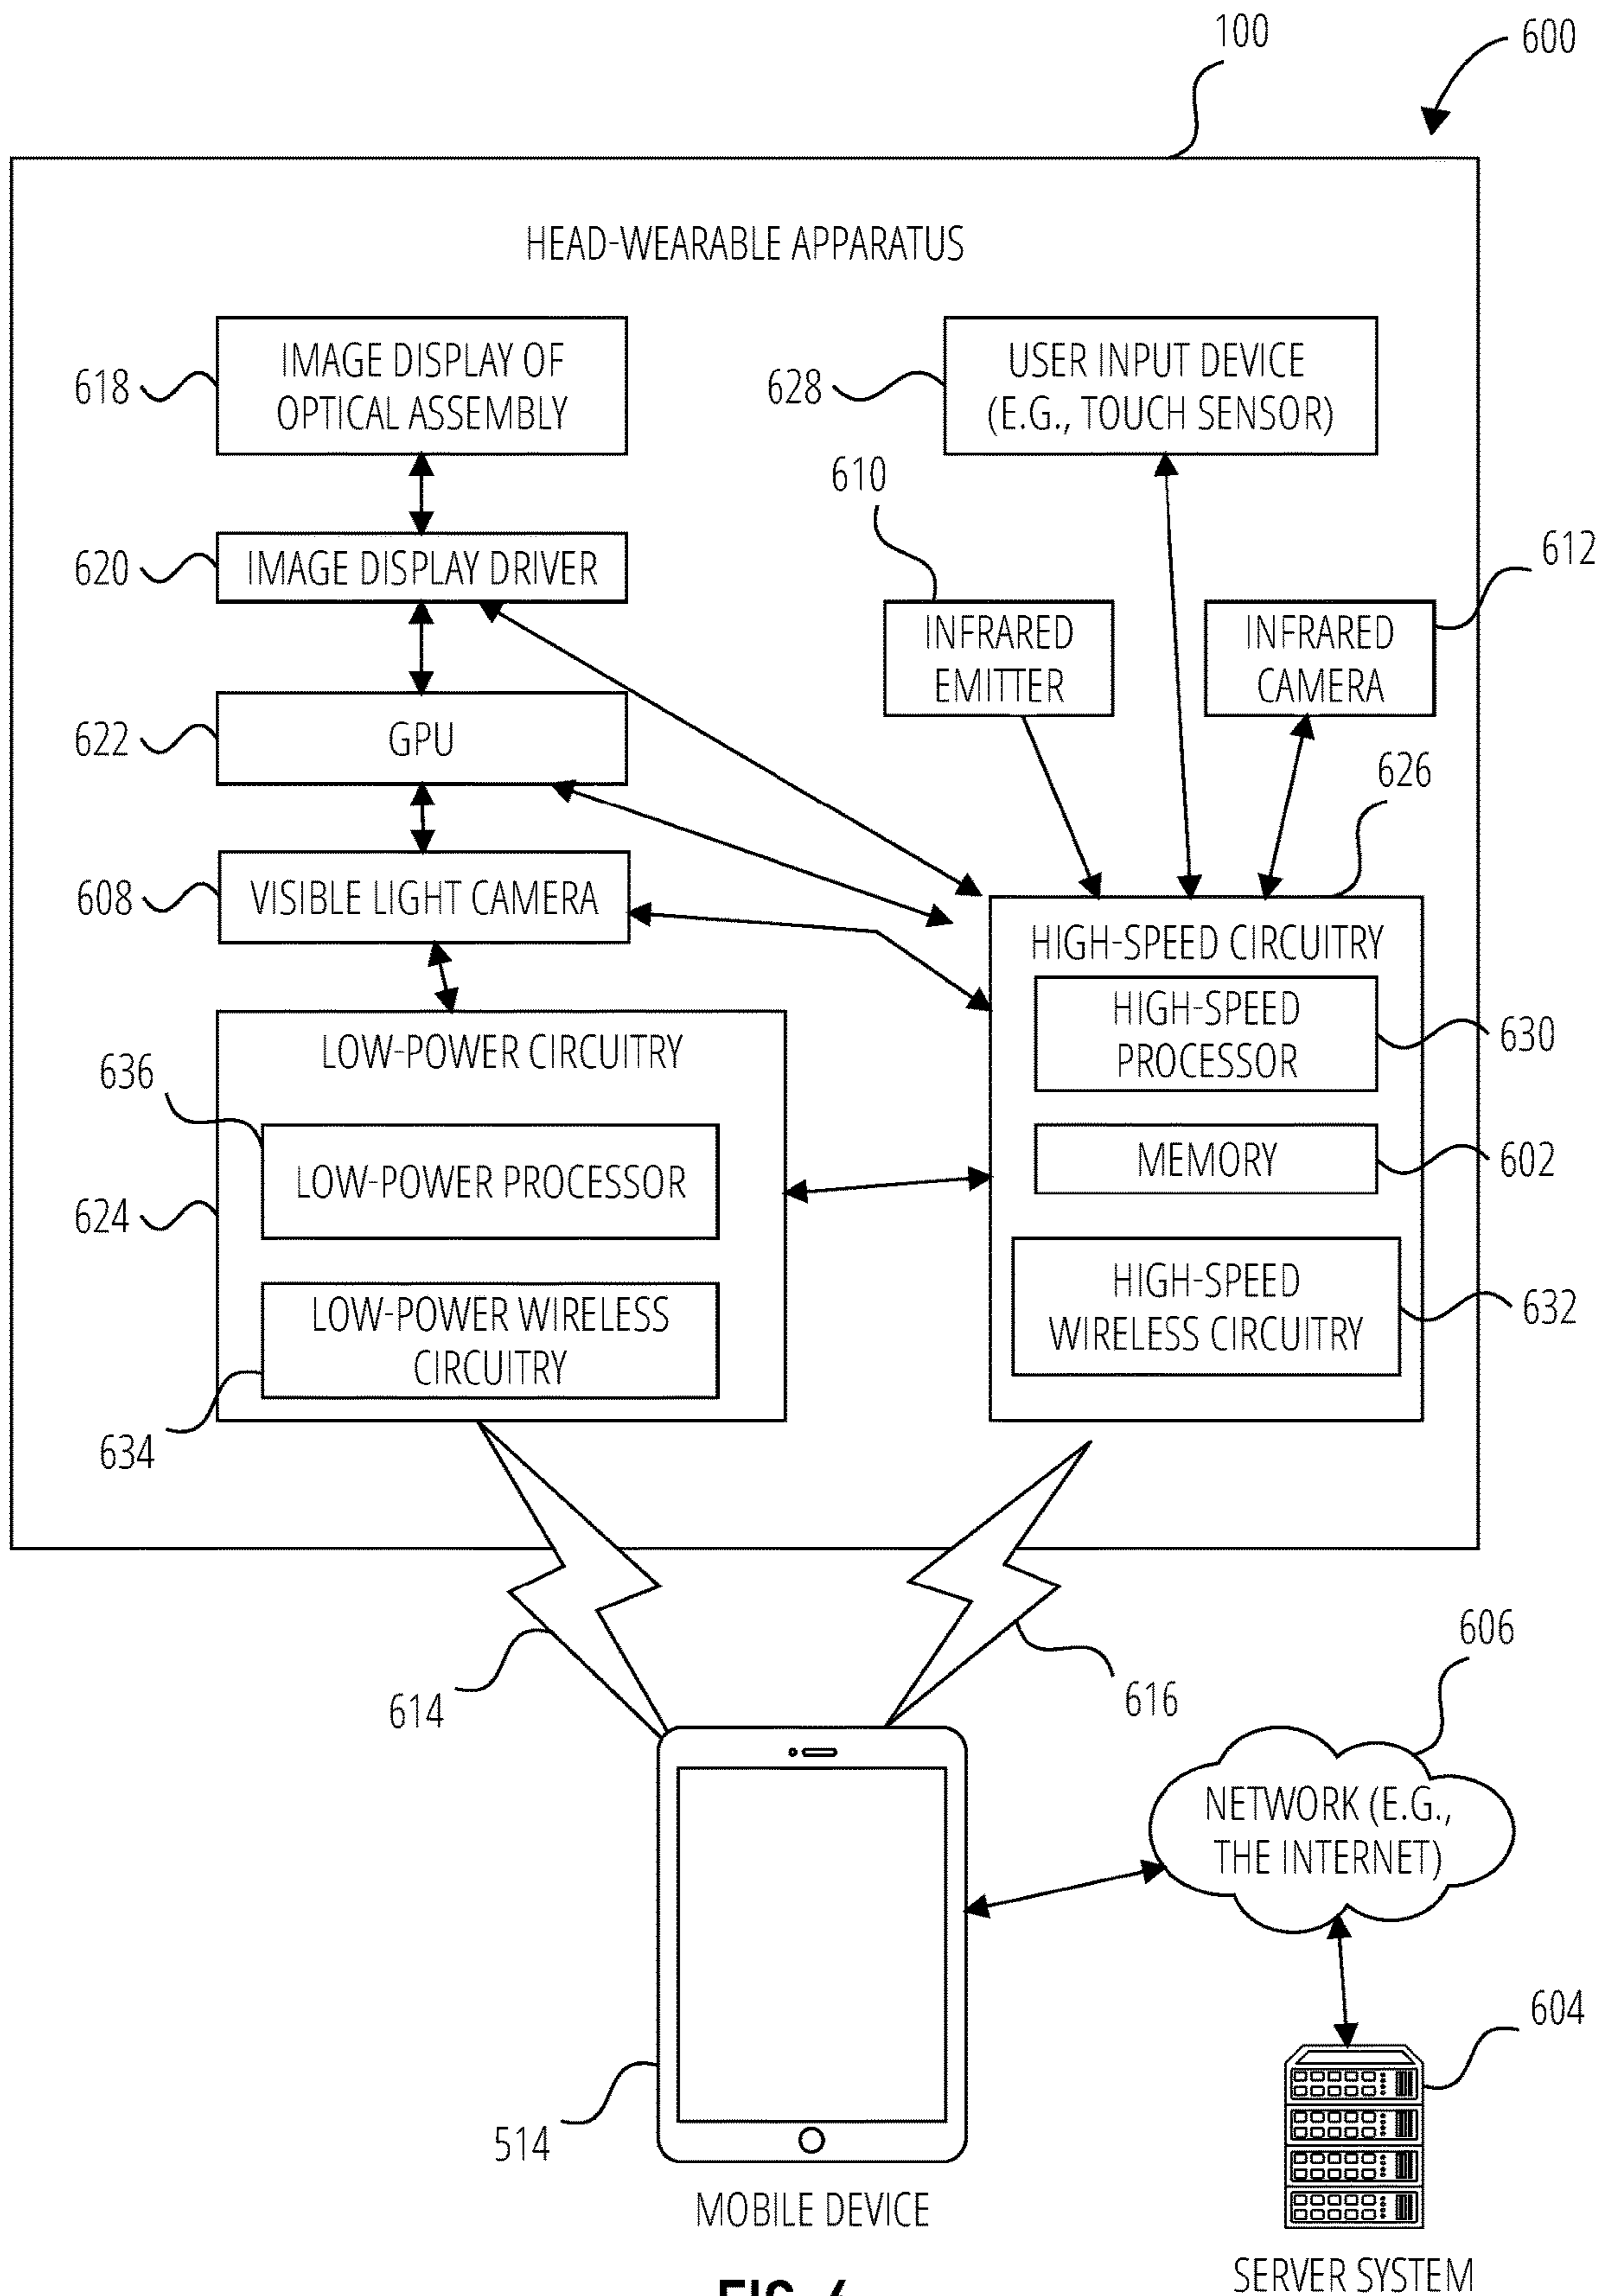 100
600
HEAD-WEARABLE APPARATUS
618
IMAGE DISPLAY OF
OPTICAL ASSEMBLY
628
USER INPUT DEVICE
(E.G., TOUCH SENSOR)
610
612
620
IMAGE DISPLAY DRIVER
INFRARED
EMITTER
INFRARED
CAMERA
622
GPU
626
608
VISIBLE LIGHT CAMERA
HIGH-SPEED CIRCUITRY
HIGH-SPEED
PROCESSOR
630
LOW-POWER CIRCUITRY
636
LOW-POWER PROCESSOR
MEMORY
602
624
HIGH-SPEED
WIRELESS CIRCUITRY
632
LOW-POWER WIRELESS
CIRCUITRY
634
614
616
606
NETWORK (E.G.,
THE INTERNET)
604
514
MOBILE DEVICE
SERVER SYSTEM